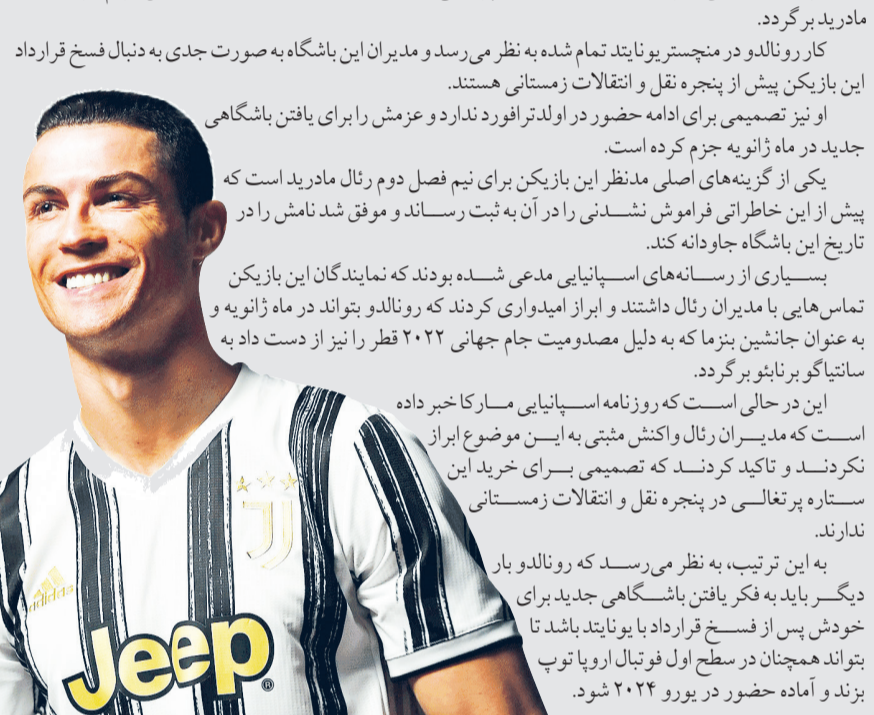 مادرید برگردد.
کار رونالدو در منچستریونایتد تمام شده به نظر می‌رسد و مدیران این باشگاه به صورت جدی به دنبال فسخ قرارداد
این بازیکن پیش از پنجره نقل و انتقالات زمستانی هستند.
او نیز تصمیمی برای ادامه حضور در اولدترافورد ندارد و عزمش را برای یافتن باشگاهی
جدید در ماه ژانویه جزم کرده است.
یکی از گزینه‌های اصلی مدنظر این بازیکن برای نیم فصل دوم رئال مادرید است که
پیش از این خاطراتی فراموش نشدنی را در آن به ثبت رساند و موفق شد نامش را در
تاریخ این باشگاه جاودانه کند.
بسیاری از رسانه‌های اسپانیایی مدعی شده بودند که نمایندگان این بازیکن
تماس‌هایی با مدیران رئال داشتند و ابراز امیدواری کردند که رونالدو بتواند در ماه ژانویه و
به عنوان جانشین بنزما که به دلیل مصدومیت جام جهانی ۲۰۲۲ قطر را نیز از دست داد به
سانتیاگو برنابئو برگردد.
این در حالی است که روزنامه اسپانیایی مارکا خبر داده
است که مدیران رئال واکنش مثبتی به این موضوع ابراز
نکردند و تاکید کردند که تصمیمی برای خرید این
ستاره پرتغالی در پنجره نقل و انتقالات زمستانی
ندارند.
به این ترتیب، به نظر می‌رسد که رونالدو بار
دیگر باید به فکر یافتن باشگاهی جدید برای
خودش پس از فسخ قرارداد با یونایتد باشد تا
بتواند همچنان در سطح اول فوتبال اروپا توپ
بزند و آماده حضور در یورو ۲۰۲۴ شود.
adidas
Jeep